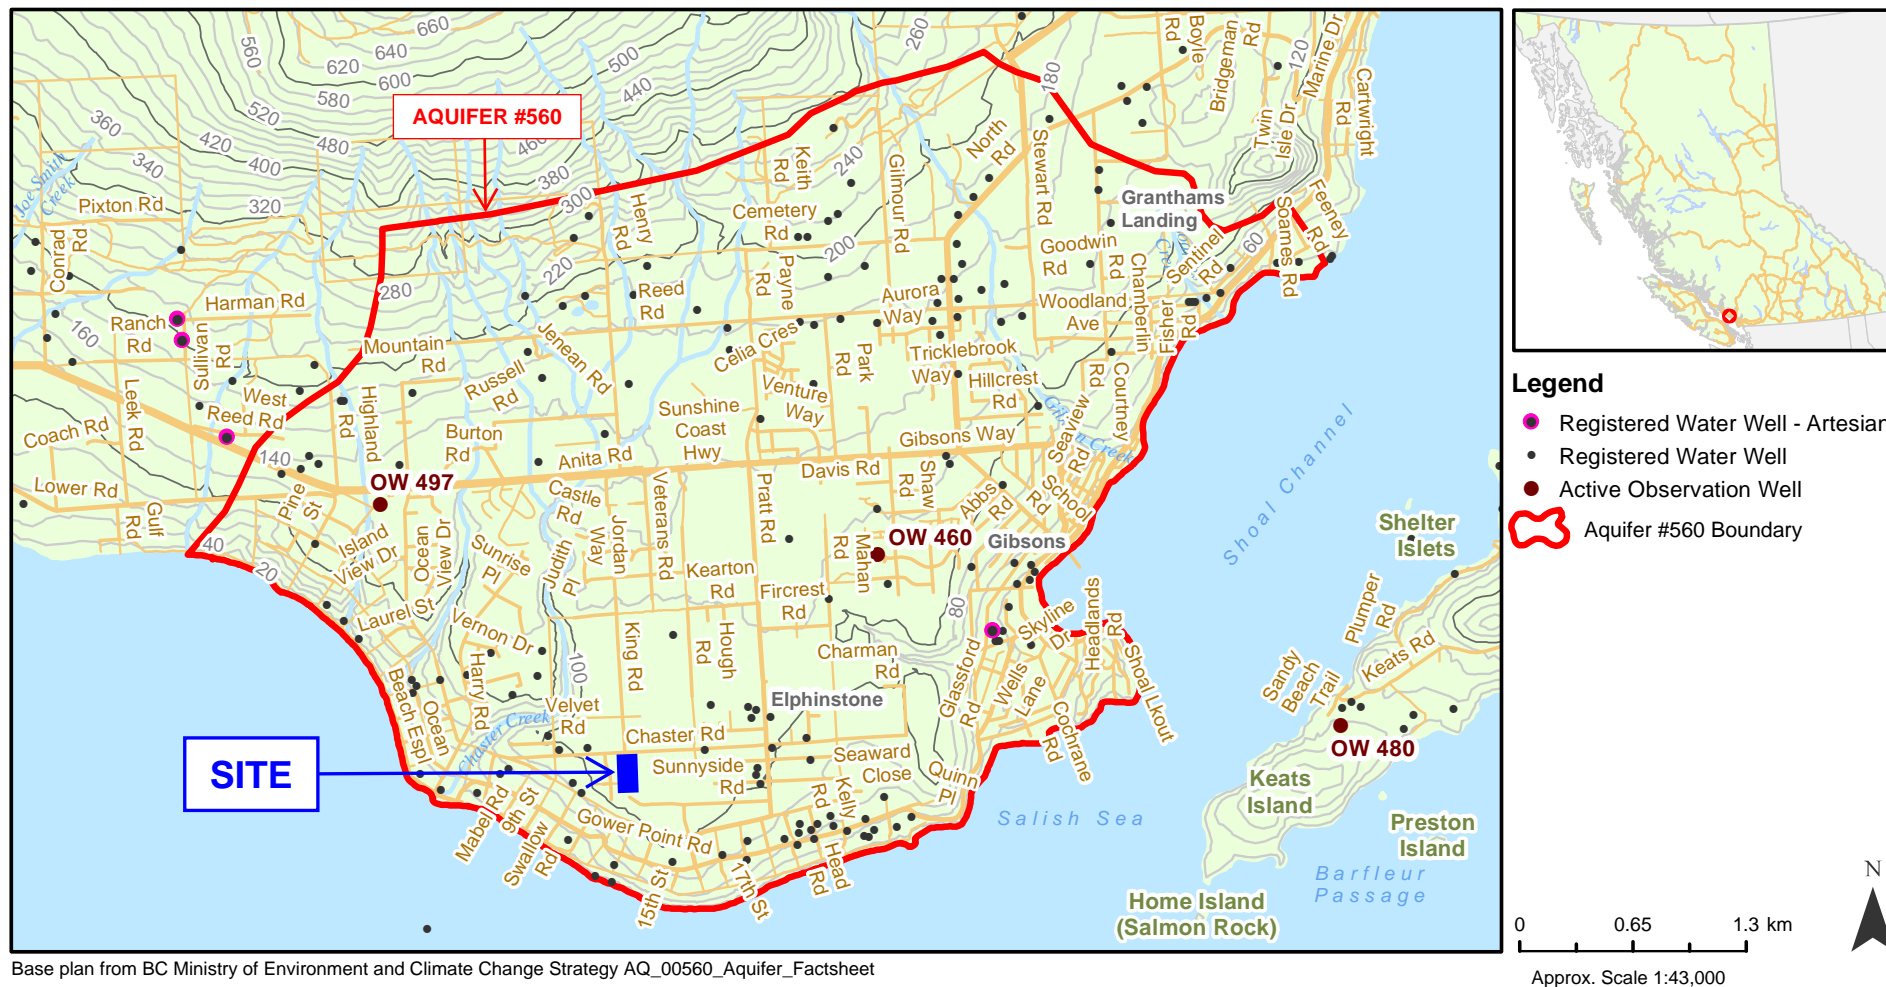 660
640
620
600
580
560
520
500
480
460
440
420
400
380
360
340
320
300
280
260
240
220
200
180
160
140
120
100
80
60
40
20
AQUIFER #560
Joe Smith
Creek
Pixton Rd
Conrad
Rd
Harman Rd
Ranch
Rd
Sullivan
Rd
West
Reed Rd
Leek Rd
Coach Rd
Lower Rd
Gulf
Rd
Mountain
Rd
Highland
Rd
Russell
Rd
Jenean Rd
Burton
Rd
Anita Rd
Henry
Rd
Reed
Rd
Cemetery
Rd
Keith
Rd
Payne
Rd
Gilmour Rd
North
Rd
Stewart Rd
Boyle
Rd
Bridgeman
Rd
Twin
Isle Dr
Marine Dr
Cartwright
Rd
Granthams
Landing
Soames Rd
Feeney
Rd
Sentinel
Rd
Goodwin
Rd
Chamberlin
Rd
Fisher
Rd
Woodland
Ave
Aurora
Way
Tricklebrook
Way
Hillcrest
Rd
Courtney
Seaview
Rd
Gibson Creek
Celia Cres
Venture
Way
Park
Rd
Sunshine
Coast
Hwy
Gibsons Way
Davis Rd
Shaw
Rd
Abbs
Rd
School
Rd
Gibsons
OW 497
OW 460
OW 480
Pine
St
Island
View Dr
Ocean
View Dr
Sunrise
Pl
Castle
Rd
Judith
Pl
Jordan
Way
Veterans Rd
Pratt Rd
Mahan
Rd
Kearton
Rd
Fircrest
Rd
Laurel St
Vernon Dr
Harry Rd
King Rd
Hough
Rd
Charman
Rd
Glassford
Rd
Wells
Lane
Skyline
Dr
Headlands
Rd
Shoal Lkout
Cochrane
Rd
Beach Espl
Ocean
Chaster Creek
Velvet
Rd
Chaster Rd
Elphinstone
Sunnyside
Rd
Seaward
Close
Kelly
Rd
Quinn
Pl
SITE
Mabel Rd
9th St
Swallow
Rd
Gower Point Rd
15th St
17th St
Head
Rd
Shoal Channel
Salish Sea
Shelter
Islets
Plumper
Rd
Keats Rd
Sandy
Beach
Trail
Keats
Island
Preston
Island
Barfleur
Passage
Home Island
(Salmon Rock)
Base plan from BC Ministry of Environment and Climate Change Strategy AQ_00560_Aquifer_Factsheet
Legend
Registered Water Well - Artesian
Registered Water Well
Active Observation Well
Aquifer #560 Boundary
N
0 0.65 1.3 km
Approx. Scale 1:43,000